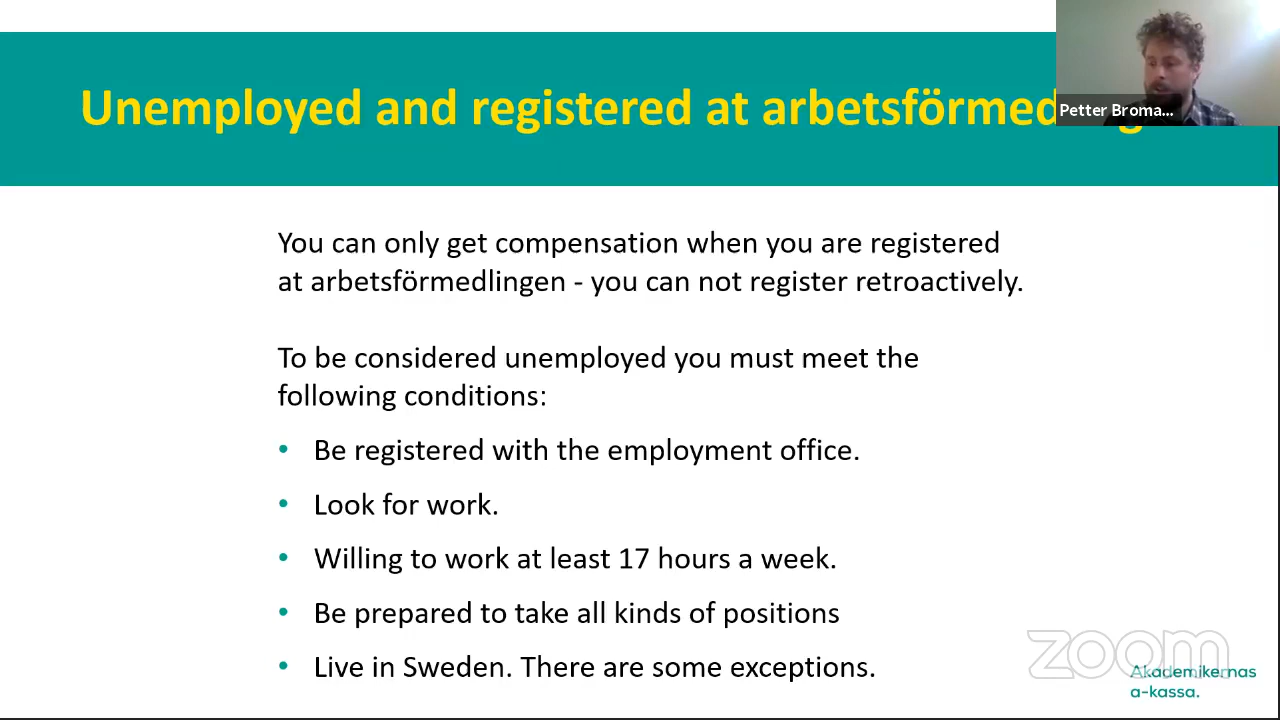 Unemployed and registered at
Petter Broma...
You can only get compensation when you are registered
at arbetsförmedlingen - you can not register retroactively.
To be considered unemployed you must meet the
following conditions:
• Be registered with the employment office.
• Look for work.
• Willing to work at least 17 hours a week.
• Be prepared to take all kinds of positions
• Live in Sweden. There are some exceptions.
zoom
Akademikernas
a-kassa.